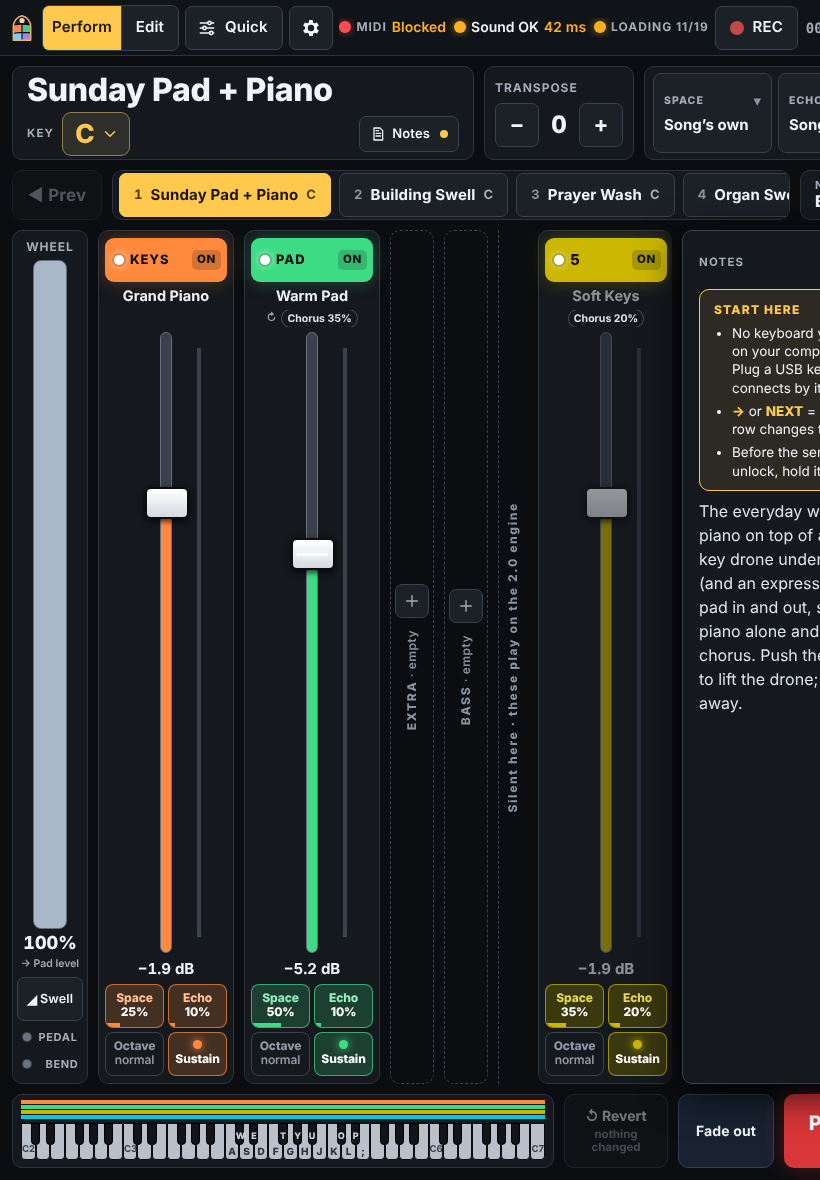 Perform
Edit
Quick
MIDI Blocked
Sound OK 42 ms
LOADING 11/19
REC
Sunday Pad + Piano
KEY C
Notes
TRANSPOSE
− 0 +
SPACE ▼
Song’s own
ECHO
Song
◀ Prev
1 Sunday Pad + Piano C
2 Building Swell C
3 Prayer Wash C
4 Organ Swe
WHEEL
100%
→ Pad level
Swell
PEDAL
BEND
KEYS ON
Grand Piano
−1.9 dB
Space 25%
Echo 10%
Octave normal
Sustain
PAD ON
Warm Pad
↻ Chorus 35%
−5.2 dB
Space 50%
Echo 10%
Octave normal
Sustain
+
EXTRA · empty
+
BASS · empty
Silent here · these play on the 2.0 engine
5 ON
Soft Keys
Chorus 20%
−1.9 dB
Space 35%
Echo 20%
Octave normal
Sustain
NOTES
START HERE
• No keyboard y
on your comp
Plug a USB ke
connects by it
• → or NEXT =
row changes t
• Before the ser
unlock, hold it
The everyday w
piano on top of a
key drone under
(and an express
pad in and out, s
piano alone and
chorus. Push the
to lift the drone;
away.
W E T Y U O P
C2 C3 A S D F G H J K L ; C6 C7
Revert
nothing
changed
Fade out
P